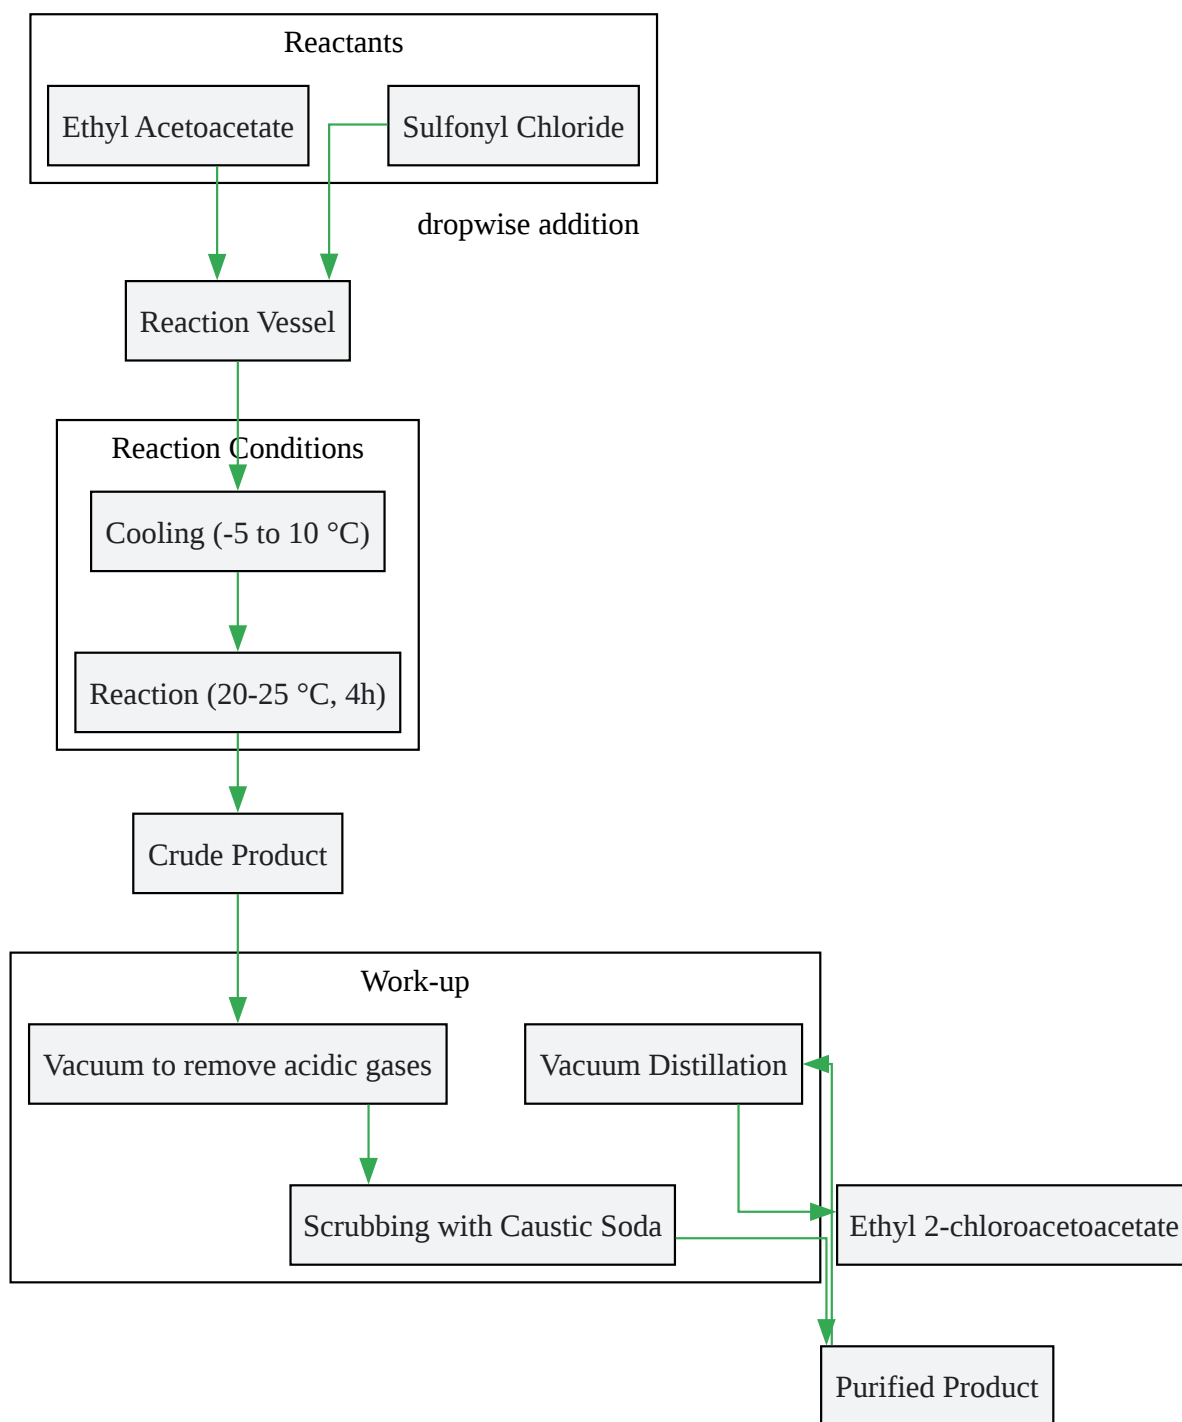 Reactants
Ethyl Acetoacetate
Sulfonyl Chloride
dropwise addition
Reaction Vessel
Reaction Conditions
Cooling (-5 to 10 °C)
Reaction (20-25 °C, 4h)
Crude Product
Work-up
Vacuum to remove acidic gases
Vacuum Distillation
Scrubbing with Caustic Soda
Ethyl 2-chloroacetoacetate
Purified Product